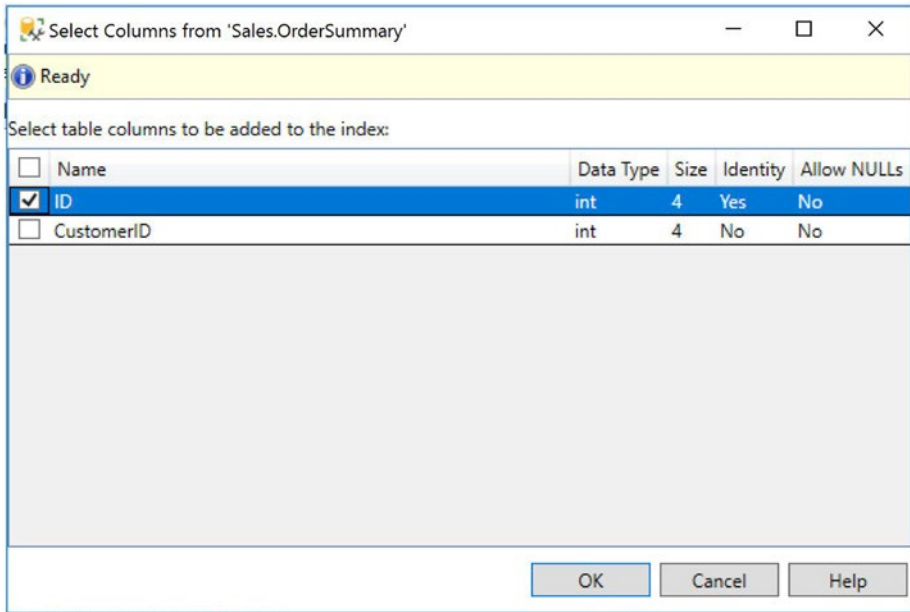 Select Columns from 'Sales.OrderSummary'
Ready
Select table columns to be added to the index:
Name Data Type Size Identity Allow NULLs
ID int 4 Yes No
CustomerID int 4 No No
OK Cancel Help